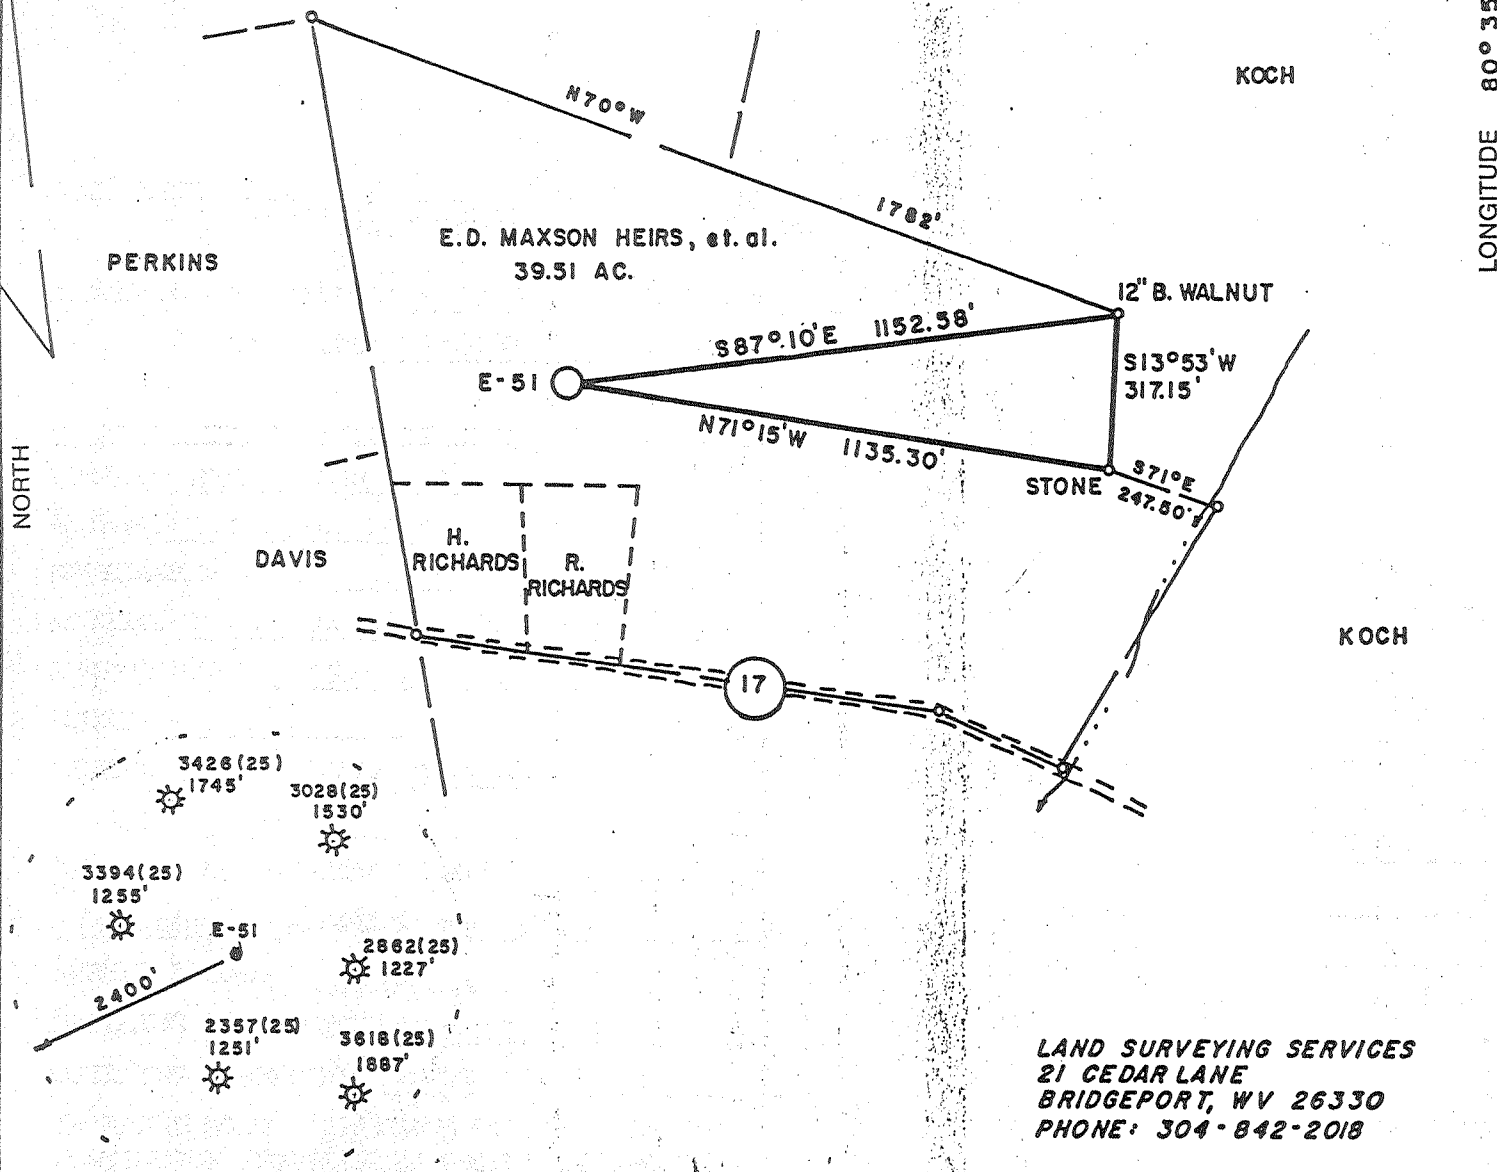 80° 35
LONGITUDE
KOCH
N70°W
1782'
E.D. MAXSON HEIRS, et. al.
39.51 AC.
PERKINS
12" B. WALNUT
S87°10'E 1152.58'
S13°53'W
317.15'
E-51
N71°15'W 1135.30'
STONE
S71°E
247.50'
NORTH
H.
RICHARDS
R.
RICHARDS
DAVIS
KOCH
17
3426(25)
1745'
3028(25)
1530'
3394(25)
1255'
E-51
2862(25)
1227'
2400'
2357(25)
1251'
3618(25)
1887'
LAND SURVEYING SERVICES
21 CEDAR LANE
BRIDGEPORT, WV 26330
PHONE: 304-842-2018